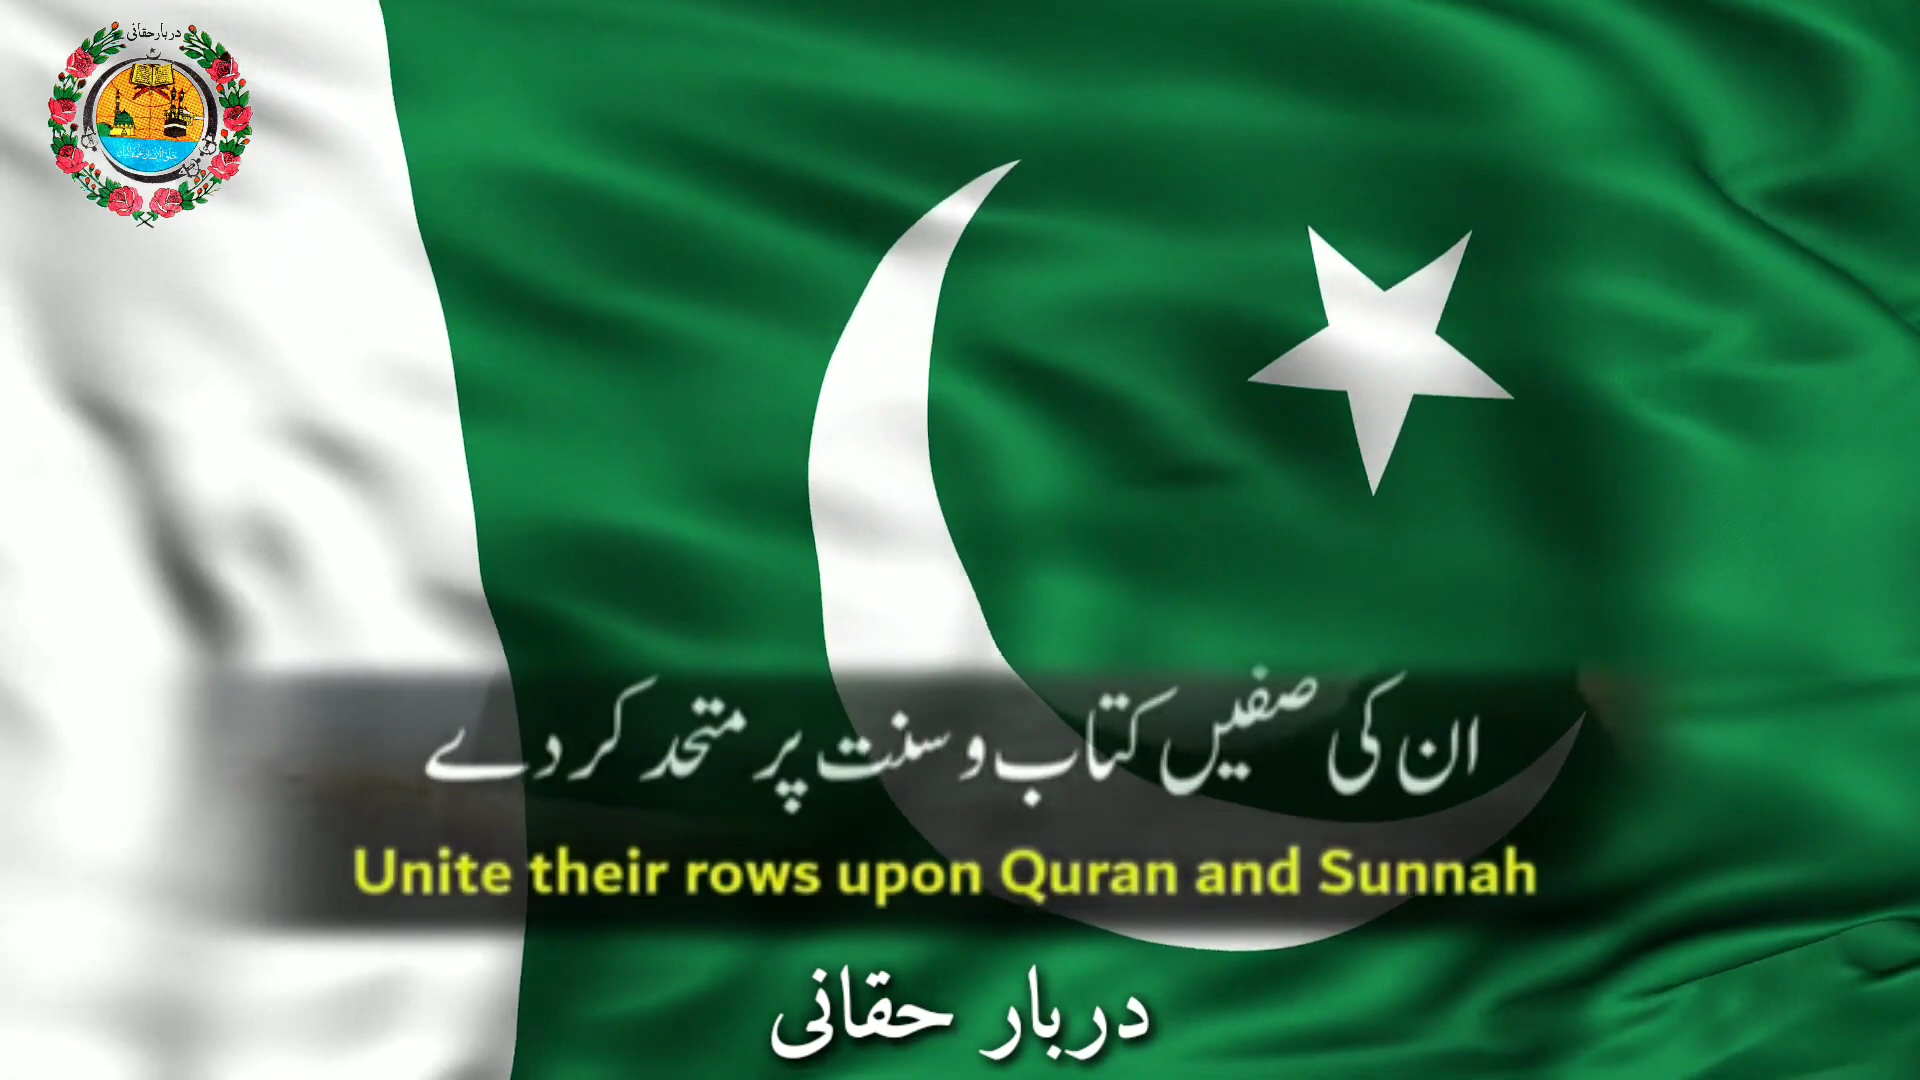 دربار حقانی
ان کی صفیں کتاب و سنت پر متحد کر دے
Unite their rows upon Quran and Sunnah
دربار حقانی